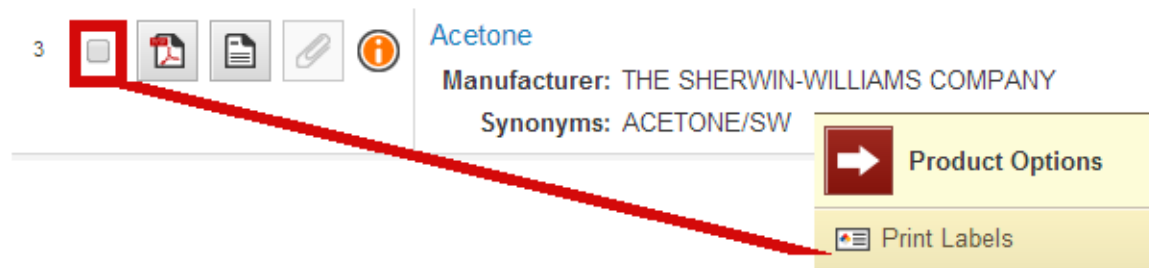 3
Acetone
Manufacturer: THE SHERWIN-WILLIAMS COMPANY
Synonyms: ACETONE/SW
Product Options
Print Labels